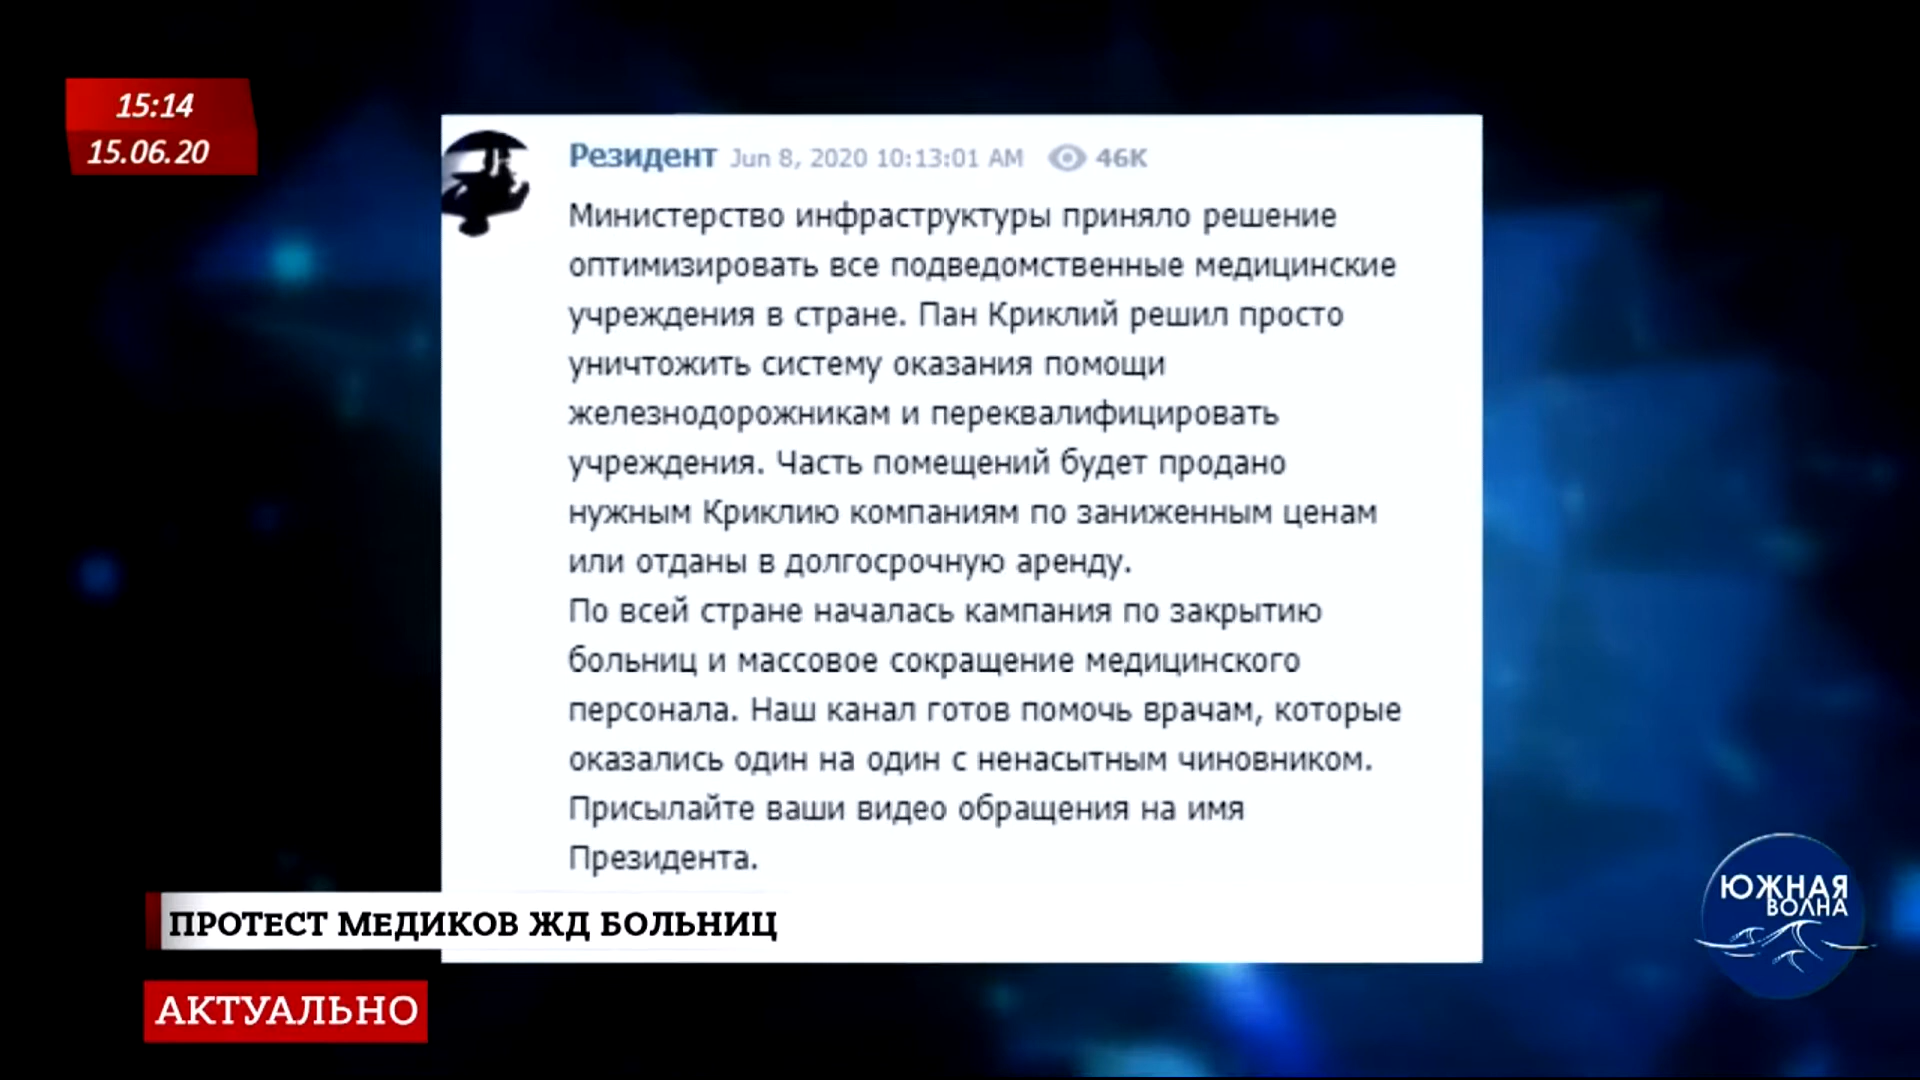 15:14
15.06.20
Резидент Jun 8, 2020 10:13:01 AM 46K
Министерство инфраструктуры приняло решение
оптимизировать все подведомственные медицинские
учреждения в стране. Пан Криклий решил просто
уничтожить систему оказания помощи
железнодорожникам и переквалифицировать
учреждения. Часть помещений будет продано
нужным Криклию компаниям по заниженным ценам
или отданы в долгосрочную аренду.
По всей стране началась кампания по закрытию
больниц и массовое сокращение медицинского
персонала. Наш канал готов помочь врачам, которые
оказались один на один с ненасытным чиновником.
Присылайте ваши видео обращения на имя
Президента.
ПРОТЕСТ МЕДИКОВ ЖД БОЛЬНИЦ
АКТУАЛЬНО
ЮЖНАЯ
ВОЛНА